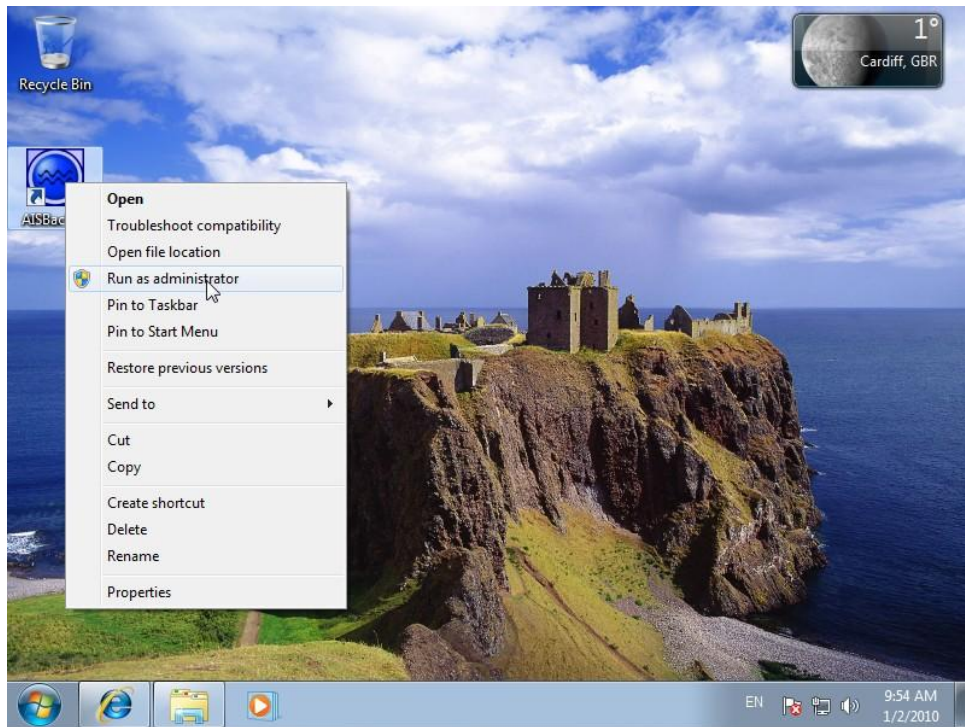 Recycle Bin
1°
Cardiff, GBR
Open
Troubleshoot compatibility
Open file location
Run as administrator
Pin to Taskbar
Pin to Start Menu
Restore previous versions
Send to
Cut
Copy
Create shortcut
Delete
Rename
Properties
EN
9:54 AM
1/2/2010